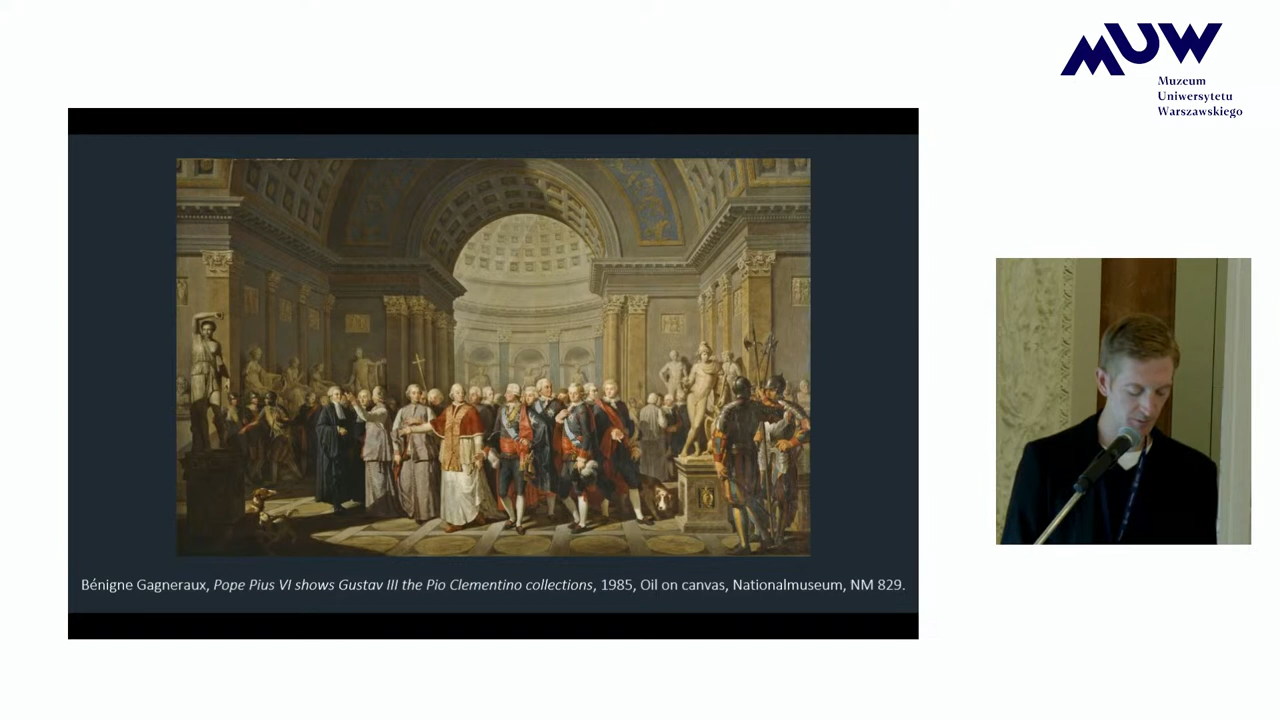 MUW
Muzeum
Uniwersytetu
Warszawskiego
Bénigne Gagneraux, Pope Pius VI shows Gustav III the Pio Clementino collections, 1985, Oil on canvas, Nationalmuseum, NM 829.